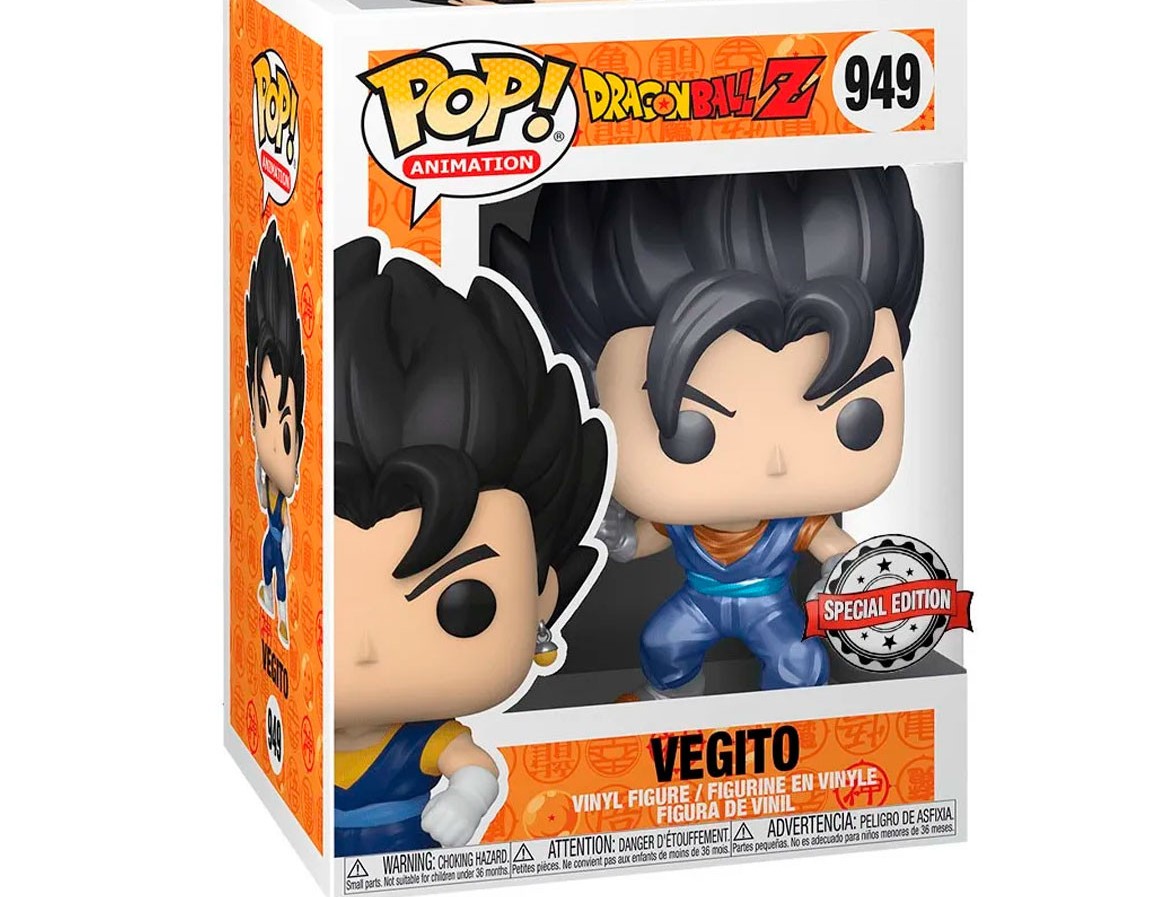 POP!®
ANIMATION
DRAGON BALL Z
949
POP!
ANIMATION
VEGITO
949
SPECIAL EDITION
VEGITO
VINYL FIGURE / FIGURINE EN VINYLE
FIGURA DE VINIL
WARNING: CHOKING HAZARD.
Small parts. Not suitable for children under 36 months.
ATTENTION: DANGER D'ÉTOUFFEMENT.
Petites pièces. Ne convient pas aux enfants de moins de 36 mois.
ADVERTENCIA: PELIGRO DE ASFIXIA.
Partes pequeñas. No es adecuado para niños menores de 36 meses.